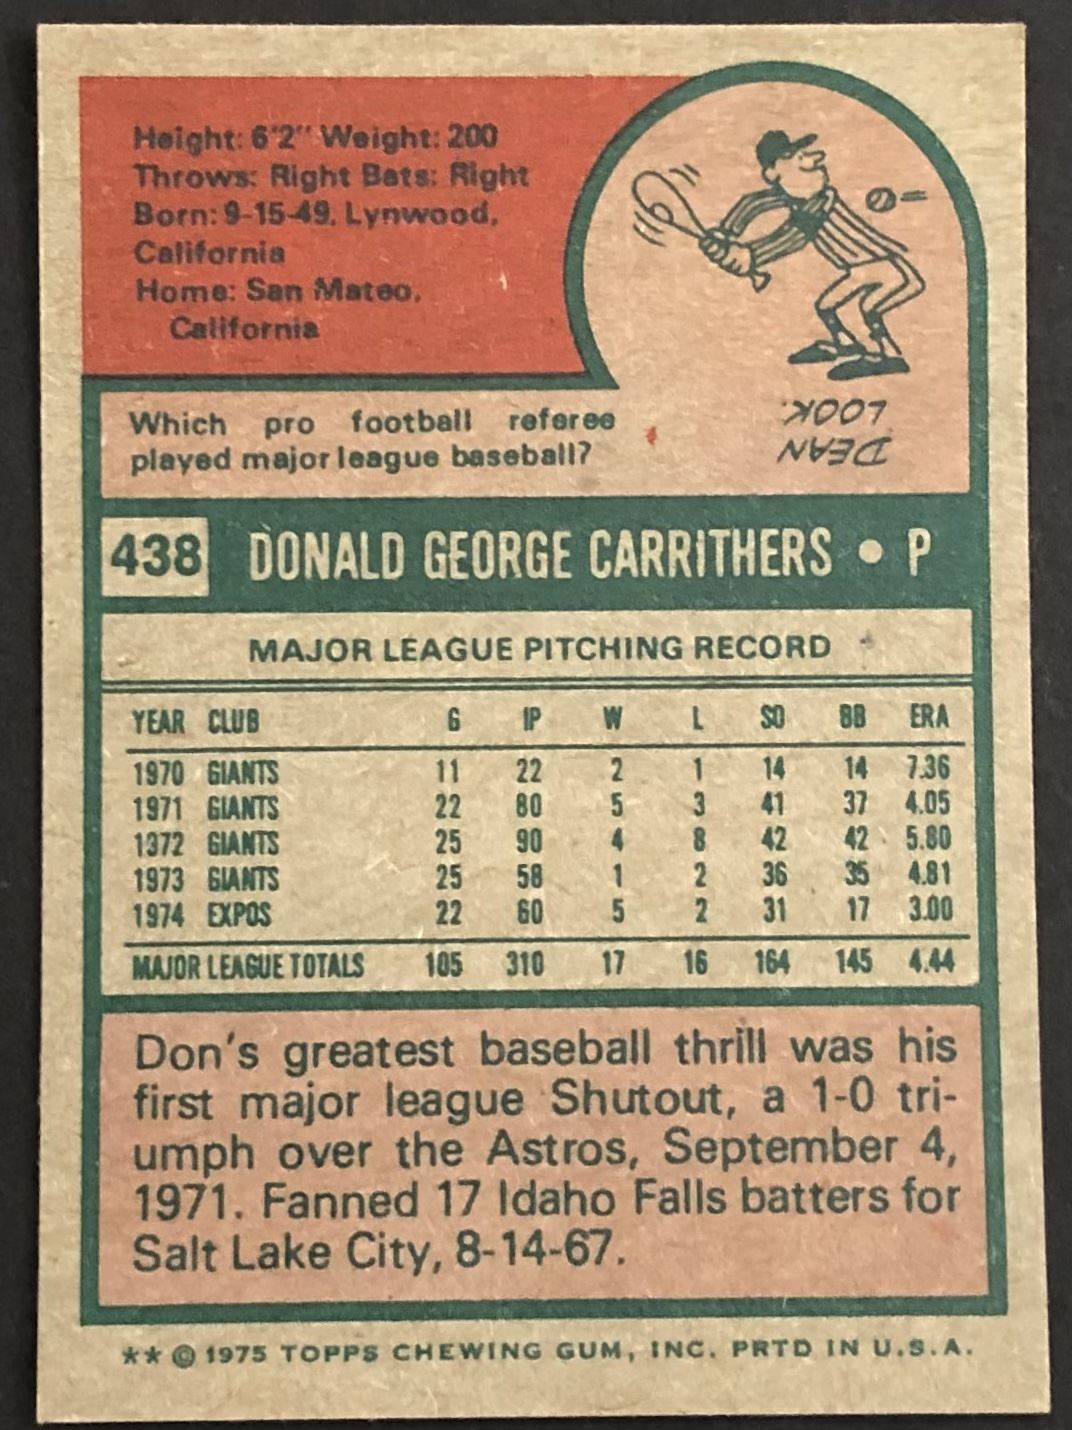 Height: 6'2" Weight: 200
Throws: Right Bats: Right
Born: 9-15-49, Lynwood,
California
Home: San Mateo,
California
Which pro football referee
played major league baseball?
DEAN
LOOK.
438 DONALD GEORGE CARRITHERS • P
MAJOR LEAGUE PITCHING RECORD
YEAR CLUB G IP W L SO BB ERA
1970 GIANTS 11 22 2 1 14 14 7.36
1971 GIANTS 22 80 5 3 41 37 4.05
1972 GIANTS 25 90 4 8 42 42 5.80
1973 GIANTS 25 58 1 2 36 35 4.81
1974 EXPOS 22 60 5 2 31 17 3.00
MAJOR LEAGUE TOTALS 105 310 17 16 164 145 4.44
Don's greatest baseball thrill was his
first major league Shutout, a 1-0 tri-
umph over the Astros, September 4,
1971. Fanned 17 Idaho Falls batters for
Salt Lake City, 8-14-67.
** © 1975 TOPPS CHEWING GUM, INC. PRTD IN U.S.A.